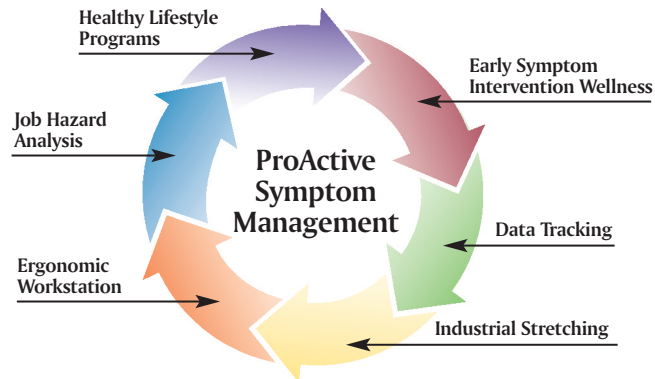 Healthy Lifestyle
Programs
Early Symptom
Intervention Wellness
Job Hazard
Analysis
ProActive
Symptom
Management
Data Tracking
Ergonomic
Workstation
Industrial Stretching